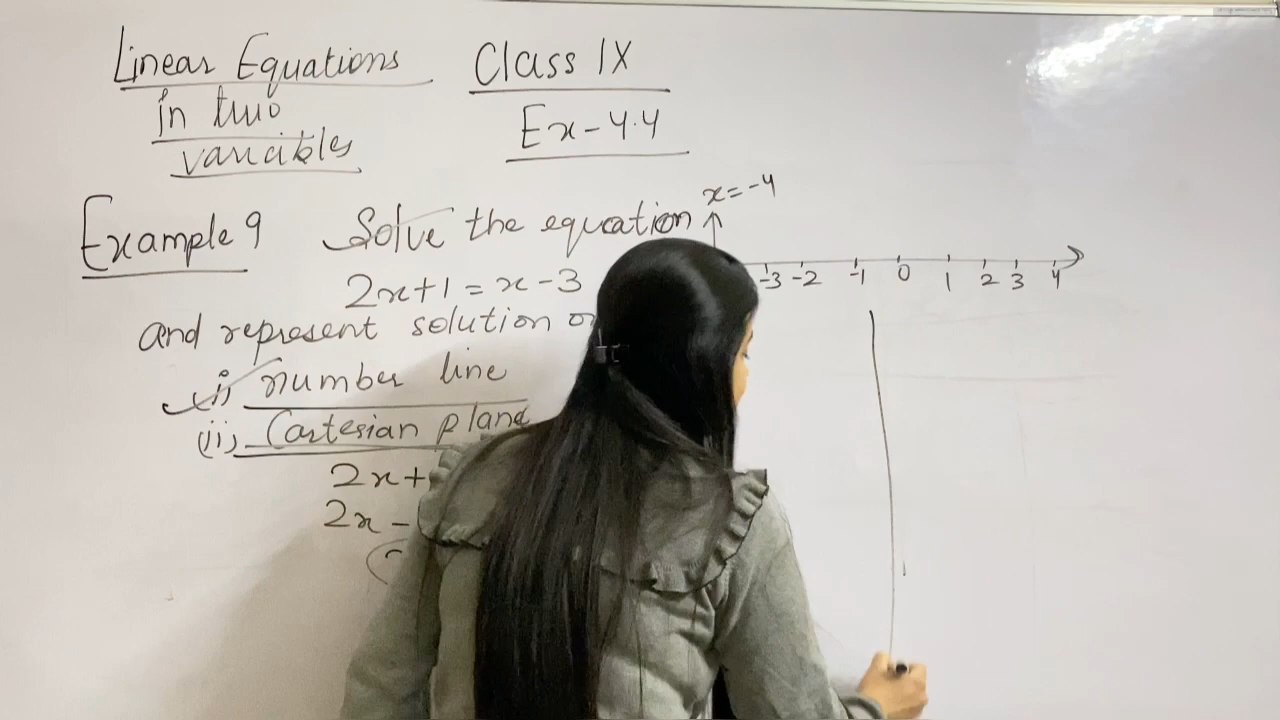 Linear Equations
in two
variables
Class IX
Ex-4.4
Example 9 Solve the equation
2x+1=x-3
and represent solution
(i) number line
(ii) Cartesian plane
2x+
2x-
x=-4
-3 -2 -1 0 1 2 3 4